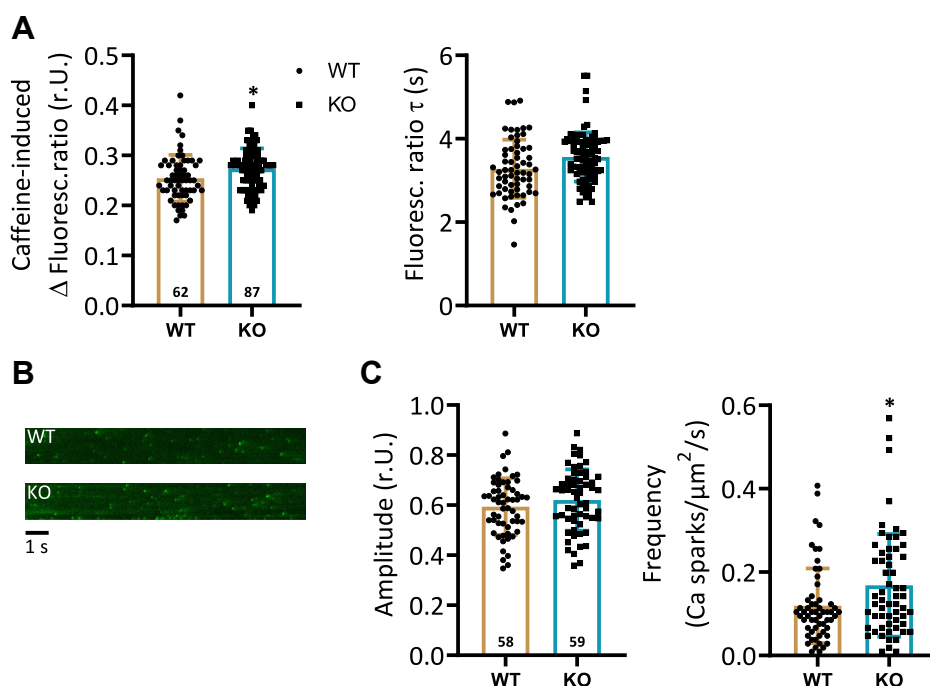 A
Caffeine-induced
Δ Fluoresc.ratio (r.U.)
0.5
0.4
0.3
0.2
0.1
0.0
*
62
87
WT
KO
WT
KO
Fluoresc. ratio τ (s)
6
4
2
0
WT
KO
B
WT
KO
1 s
C
Amplitude (r.U.)
1.0
0.8
0.6
0.4
0.2
0.0
58
59
WT
KO
Frequency
(Ca sparks/μm²/s)
0.6
0.4
0.2
0.0
*
WT
KO